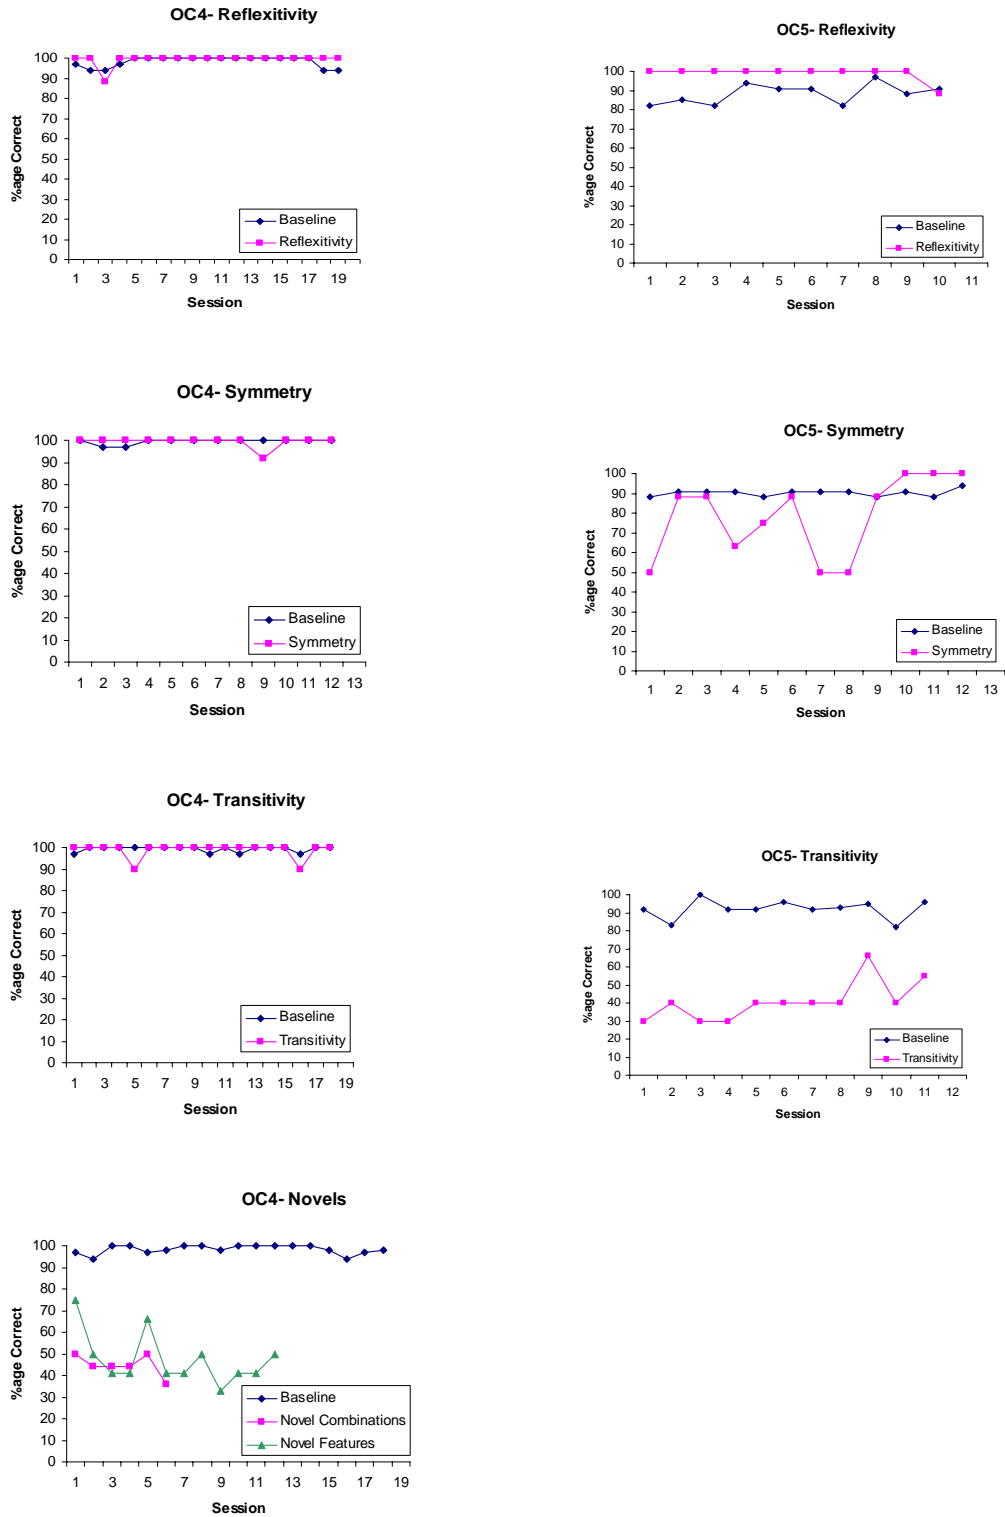 OC4- Reflexitivity
100
90
80
70
60
50
40
30
20
10
0
%age Correct
Baseline
Reflexitivity
1 3 5 7 9 11 13 15 17 19
Session
OC5- Reflexivity
100
90
80
70
60
50
40
30
20
10
0
%age Correct
Baseline
Reflexitivity
1 2 3 4 5 6 7 8 9 10 11
Session
OC4- Symmetry
100
90
80
70
60
50
40
30
20
10
0
%age Correct
Baseline
Symmetry
1 2 3 4 5 6 7 8 9 10 11 12 13
Session
OC5- Symmetry
100
90
80
70
60
50
40
30
20
10
0
%age Correct
Baseline
Symmetry
1 2 3 4 5 6 7 8 9 10 11 12 13
Session
OC4- Transitivity
100
90
80
70
60
50
40
30
20
10
0
%age Correct
Baseline
Transitivity
1 3 5 7 9 11 13 15 17 19
Session
OC5- Transitivity
100
90
80
70
60
50
40
30
20
10
0
%age Correct
Baseline
Transitivity
1 2 3 4 5 6 7 8 9 10 11 12
Session
OC4- Novels
100
90
80
70
60
50
40
30
20
10
0
%age Correct
Baseline
Novel Combinations
Novel Features
1 3 5 7 9 11 13 15 17 19
Session